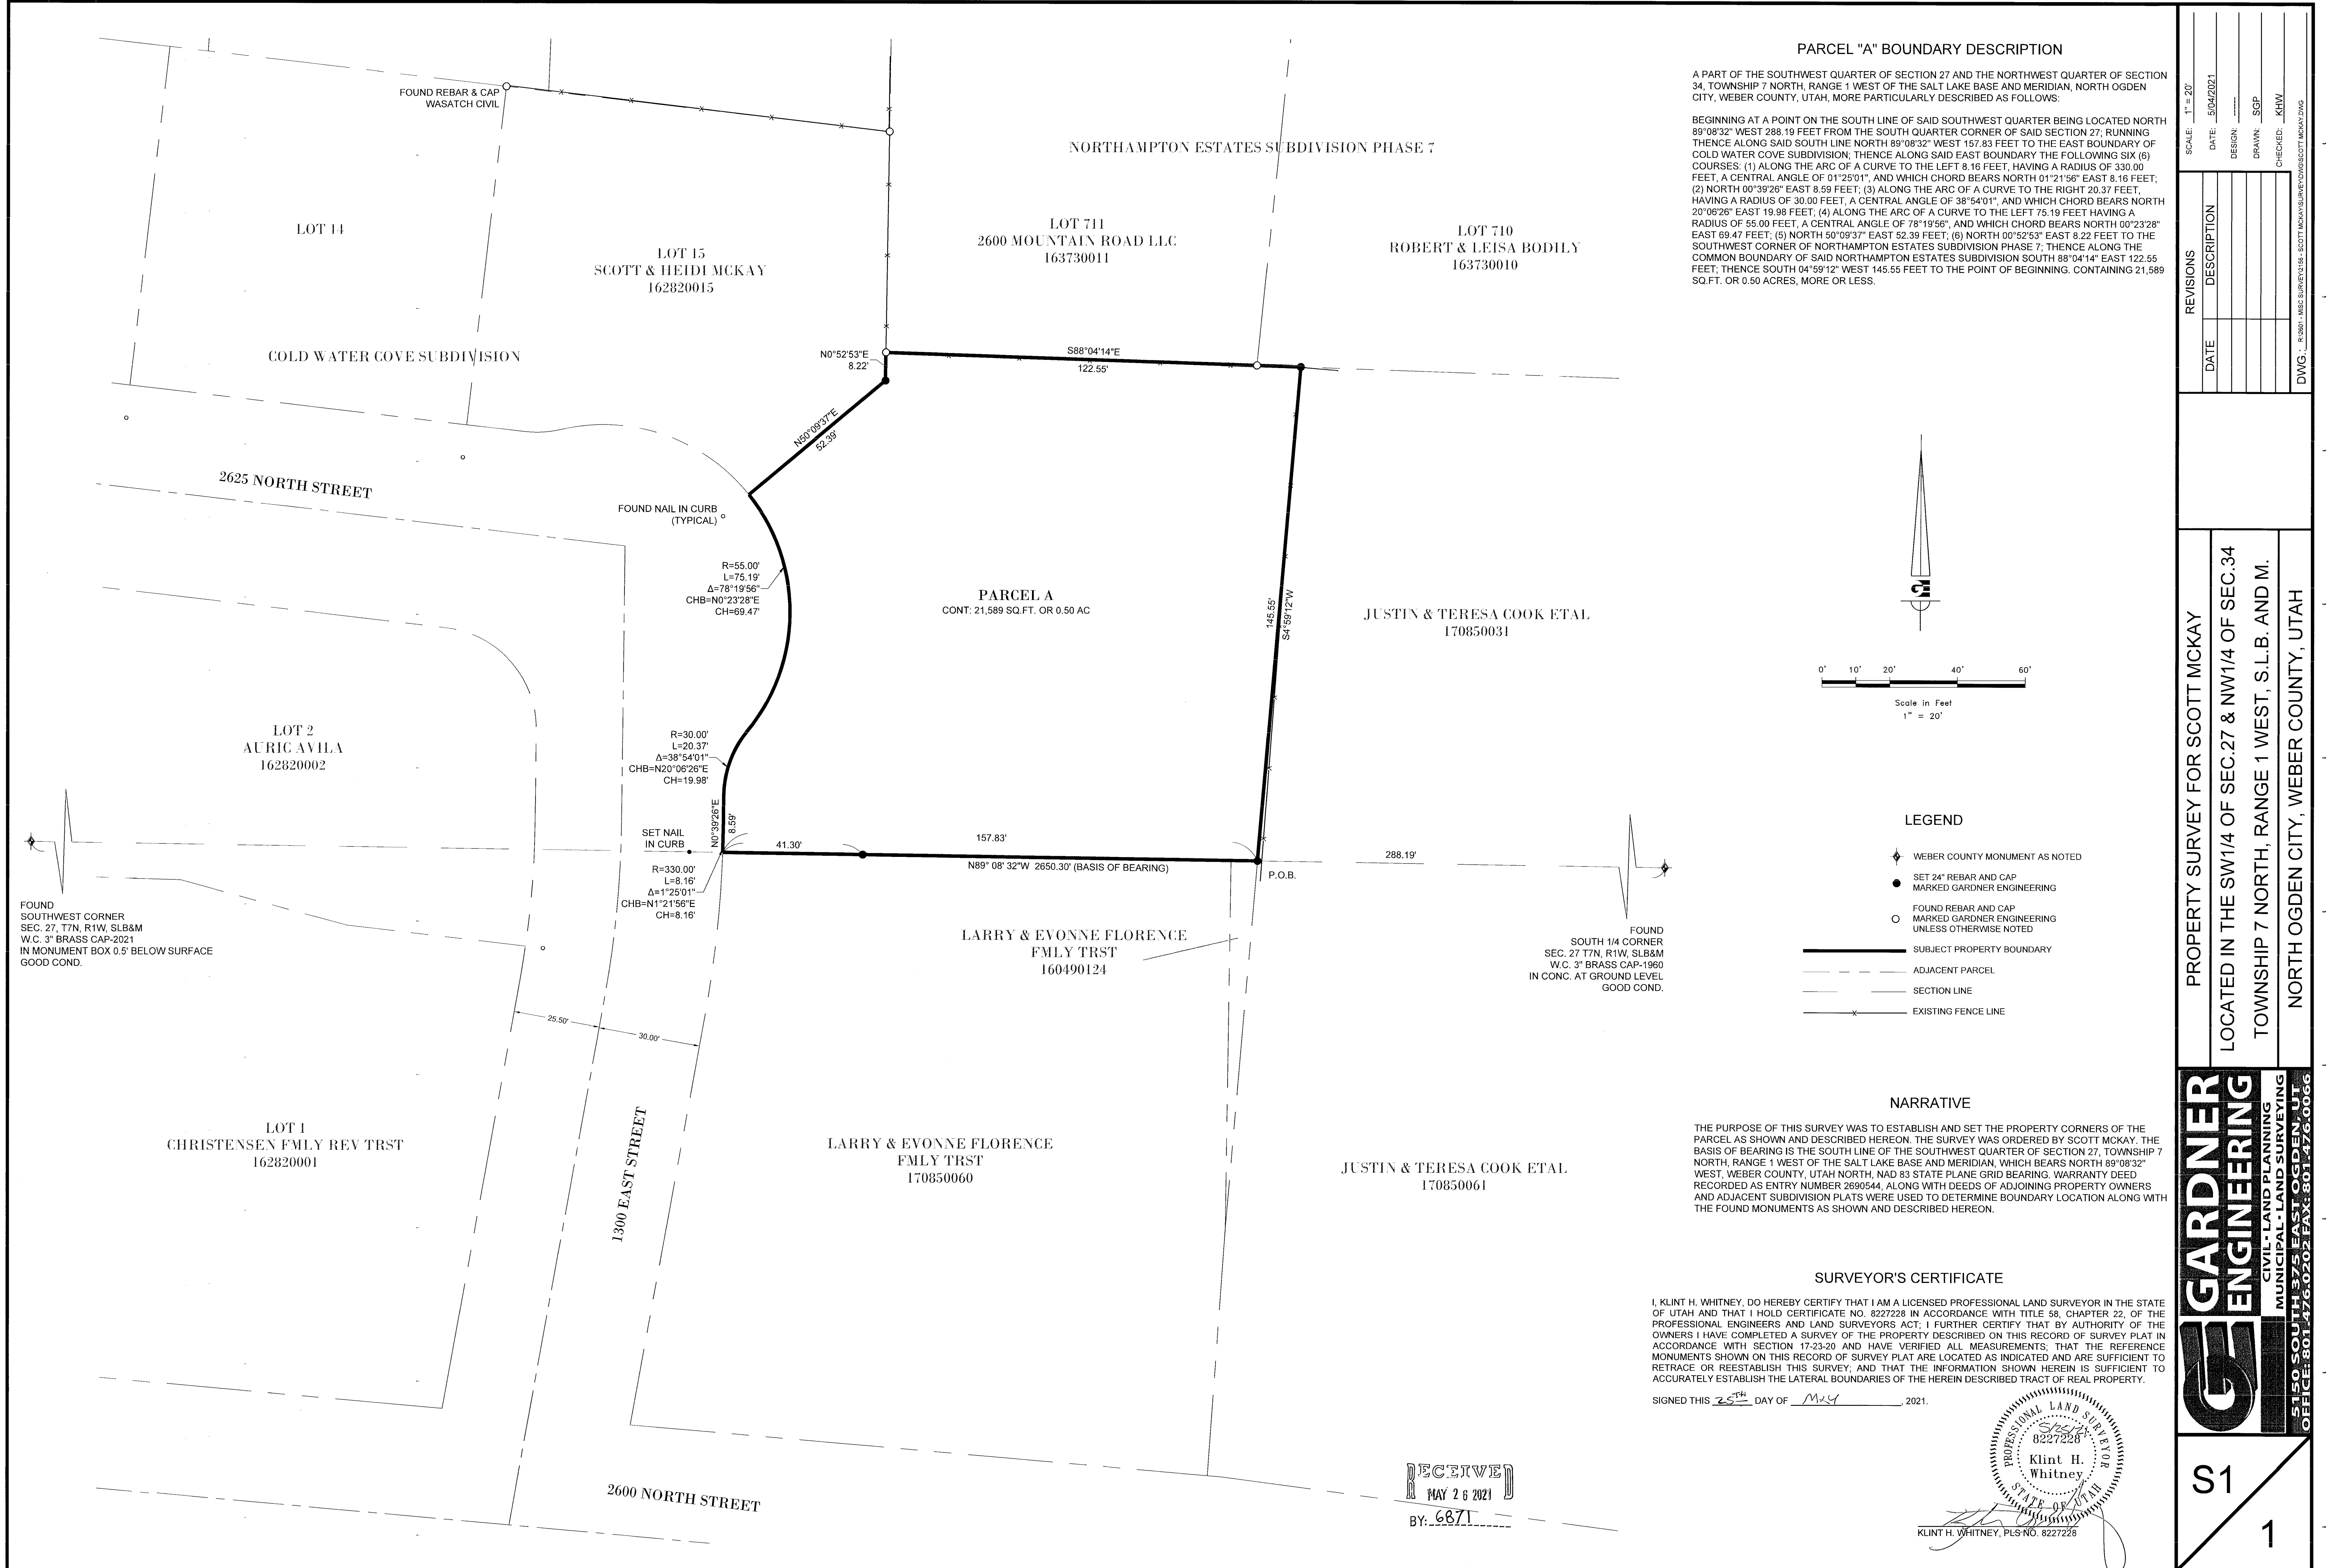 FOUND REBAR & CAP
WASATCH CIVIL
NORTHAMPTON ESTATES SUBDIVISION PHASE 7
LOT 14
LOT 15
SCOTT & HEIDI MCKAY
162820015
LOT 711
2600 MOUNTAIN ROAD LLC
163730011
LOT 710
ROBERT & LEISA BODILY
163730010
COLD WATER COVE SUBDIVISION
N0°52'53"E
8.22'
S88°04'14"E
122.55'
N50°09'37"E
52.39'
2625 NORTH STREET
FOUND NAIL IN CURB
(TYPICAL)
R=55.00'
L=75.19'
Δ=78°19'56"
CHB=N0°23'28"E
CH=69.47'
PARCEL A
CONT: 21,589 SQ.FT. OR 0.50 AC
145.55'
S4°59'12"W
JUSTIN & TERESA COOK ETAL
170850031
LOT 2
AURIC AVILA
162820002
R=30.00'
L=20.37'
Δ=38°54'01"
CHB=N20°06'26"E
CH=19.98'
N0°39'26"E
8.59'
SET NAIL
IN CURB
41.30'
157.83'
N89° 08' 32"W 2650.30' (BASIS OF BEARING)
288.19'
P.O.B.
R=330.00'
L=8.16'
Δ=1°25'01"
CHB=N1°21'56"E
CH=8.16'
FOUND
SOUTHWEST CORNER
SEC. 27, T7N, R1W, SLB&M
W.C. 3" BRASS CAP-2021
IN MONUMENT BOX 0.5' BELOW SURFACE
GOOD COND.
LARRY & EVONNE FLORENCE
FMLY TRST
160490124
FOUND
SOUTH 1/4 CORNER
SEC. 27 T7N, R1W, SLB&M
W.C. 3" BRASS CAP-1960
IN CONC. AT GROUND LEVEL
GOOD COND.
25.50'
30.00'
LOT 1
CHRISTENSEN FMLY REV TRST
162820001
1300 EAST STREET
LARRY & EVONNE FLORENCE
FMLY TRST
170850060
JUSTIN & TERESA COOK ETAL
170850061
2600 NORTH STREET
RECEIVED
MAY 26 2021
BY: 6871
PARCEL "A" BOUNDARY DESCRIPTION
A PART OF THE SOUTHWEST QUARTER OF SECTION 27 AND THE NORTHWEST QUARTER OF SECTION
34, TOWNSHIP 7 NORTH, RANGE 1 WEST OF THE SALT LAKE BASE AND MERIDIAN, NORTH OGDEN
CITY, WEBER COUNTY, UTAH, MORE PARTICULARLY DESCRIBED AS FOLLOWS:
BEGINNING AT A POINT ON THE SOUTH LINE OF SAID SOUTHWEST QUARTER BEING LOCATED NORTH
89°08'32" WEST 288.19 FEET FROM THE SOUTH QUARTER CORNER OF SAID SECTION 27; RUNNING
THENCE ALONG SAID SOUTH LINE NORTH 89°08'32" WEST 157.83 FEET TO THE EAST BOUNDARY OF
COLD WATER COVE SUBDIVISION; THENCE ALONG SAID EAST BOUNDARY THE FOLLOWING SIX (6)
COURSES: (1) ALONG THE ARC OF A CURVE TO THE LEFT 8.16 FEET, HAVING A RADIUS OF 330.00
FEET, A CENTRAL ANGLE OF 01°25'01", AND WHICH CHORD BEARS NORTH 01°21'56" EAST 8.16 FEET;
(2) NORTH 00°39'26" EAST 8.59 FEET; (3) ALONG THE ARC OF A CURVE TO THE RIGHT 20.37 FEET,
HAVING A RADIUS OF 30.00 FEET, A CENTRAL ANGLE OF 38°54'01", AND WHICH CHORD BEARS NORTH
20°06'26" EAST 19.98 FEET; (4) ALONG THE ARC OF A CURVE TO THE LEFT 75.19 FEET HAVING A
RADIUS OF 55.00 FEET, A CENTRAL ANGLE OF 78°19'56", AND WHICH CHORD BEARS NORTH 00°23'28"
EAST 69.47 FEET; (5) NORTH 50°09'37" EAST 52.39 FEET; (6) NORTH 00°52'53" EAST 8.22 FEET TO THE
SOUTHWEST CORNER OF NORTHAMPTON ESTATES SUBDIVISION PHASE 7; THENCE ALONG THE
COMMON BOUNDARY OF SAID NORTHAMPTON ESTATES SUBDIVISION SOUTH 88°04'14" EAST 122.55
FEET; THENCE SOUTH 04°59'12" WEST 145.55 FEET TO THE POINT OF BEGINNING. CONTAINING 21,589
SQ.FT. OR 0.50 ACRES, MORE OR LESS.
0' 10' 20' 40' 60'
Scale in Feet
1" = 20'
LEGEND
WEBER COUNTY MONUMENT AS NOTED
SET 24" REBAR AND CAP
MARKED GARDNER ENGINEERING
FOUND REBAR AND CAP
MARKED GARDNER ENGINEERING
UNLESS OTHERWISE NOTED
SUBJECT PROPERTY BOUNDARY
ADJACENT PARCEL
SECTION LINE
EXISTING FENCE LINE
NARRATIVE
THE PURPOSE OF THIS SURVEY WAS TO ESTABLISH AND SET THE PROPERTY CORNERS OF THE
PARCEL AS SHOWN AND DESCRIBED HEREON. THE SURVEY WAS ORDERED BY SCOTT MCKAY. THE
BASIS OF BEARING IS THE SOUTH LINE OF THE SOUTHWEST QUARTER OF SECTION 27, TOWNSHIP 7
NORTH, RANGE 1 WEST OF THE SALT LAKE BASE AND MERIDIAN, WHICH BEARS NORTH 89°08'32"
WEST, WEBER COUNTY, UTAH NORTH, NAD 83 STATE PLANE GRID BEARING. WARRANTY DEED
RECORDED AS ENTRY NUMBER 2690544, ALONG WITH DEEDS OF ADJOINING PROPERTY OWNERS
AND ADJACENT SUBDIVISION PLATS WERE USED TO DETERMINE BOUNDARY LOCATION ALONG WITH
THE FOUND MONUMENTS AS SHOWN AND DESCRIBED HEREON.
SURVEYOR'S CERTIFICATE
I, KLINT H. WHITNEY, DO HEREBY CERTIFY THAT I AM A LICENSED PROFESSIONAL LAND SURVEYOR IN THE STATE
OF UTAH AND THAT I HOLD CERTIFICATE NO. 8227228 IN ACCORDANCE WITH TITLE 58, CHAPTER 22, OF THE
PROFESSIONAL ENGINEERS AND LAND SURVEYORS ACT; I FURTHER CERTIFY THAT BY AUTHORITY OF THE
OWNERS I HAVE COMPLETED A SURVEY OF THE PROPERTY DESCRIBED ON THIS RECORD OF SURVEY PLAT IN
ACCORDANCE WITH SECTION 17-23-20 AND HAVE VERIFIED ALL MEASUREMENTS; THAT THE REFERENCE
MONUMENTS SHOWN ON THIS RECORD OF SURVEY PLAT ARE LOCATED AS INDICATED AND ARE SUFFICIENT TO
RETRACE OR REESTABLISH THIS SURVEY; AND THAT THE INFORMATION SHOWN HEREIN IS SUFFICIENT TO
ACCURATELY ESTABLISH THE LATERAL BOUNDARIES OF THE HEREIN DESCRIBED TRACT OF REAL PROPERTY.
SIGNED THIS 25TH DAY OF May, 2021.
PROFESSIONAL LAND SURVEYOR
5/25/21
8227228
Klint H.
Whitney
STATE OF UTAH
KLINT H. WHITNEY, PLS NO. 8227228
SCALE: 1" = 20'
DATE: 5/04/2021
DESIGN: -----
DRAWN: SGP
CHECKED: KHW
REVISIONS
DATE DESCRIPTION
DWG.: R:\2601 - MISC SURVEY\2156 - SCOTT MCKAY\SURVEY\DWG\SCOTT MCKAY.DWG
PROPERTY SURVEY FOR SCOTT MCKAY
LOCATED IN THE SW1/4 OF SEC.27 & NW1/4 OF SEC.34
TOWNSHIP 7 NORTH, RANGE 1 WEST, S.L.B. AND M.
NORTH OGDEN CITY, WEBER COUNTY, UTAH
GARDNER
ENGINEERING
CIVIL - LAND PLANNING
MUNICIPAL - LAND SURVEYING
5150 SOUTH 375 EAST OGDEN, UT
OFFICE: 801.476.0202 FAX: 801.476.0066
S1
1